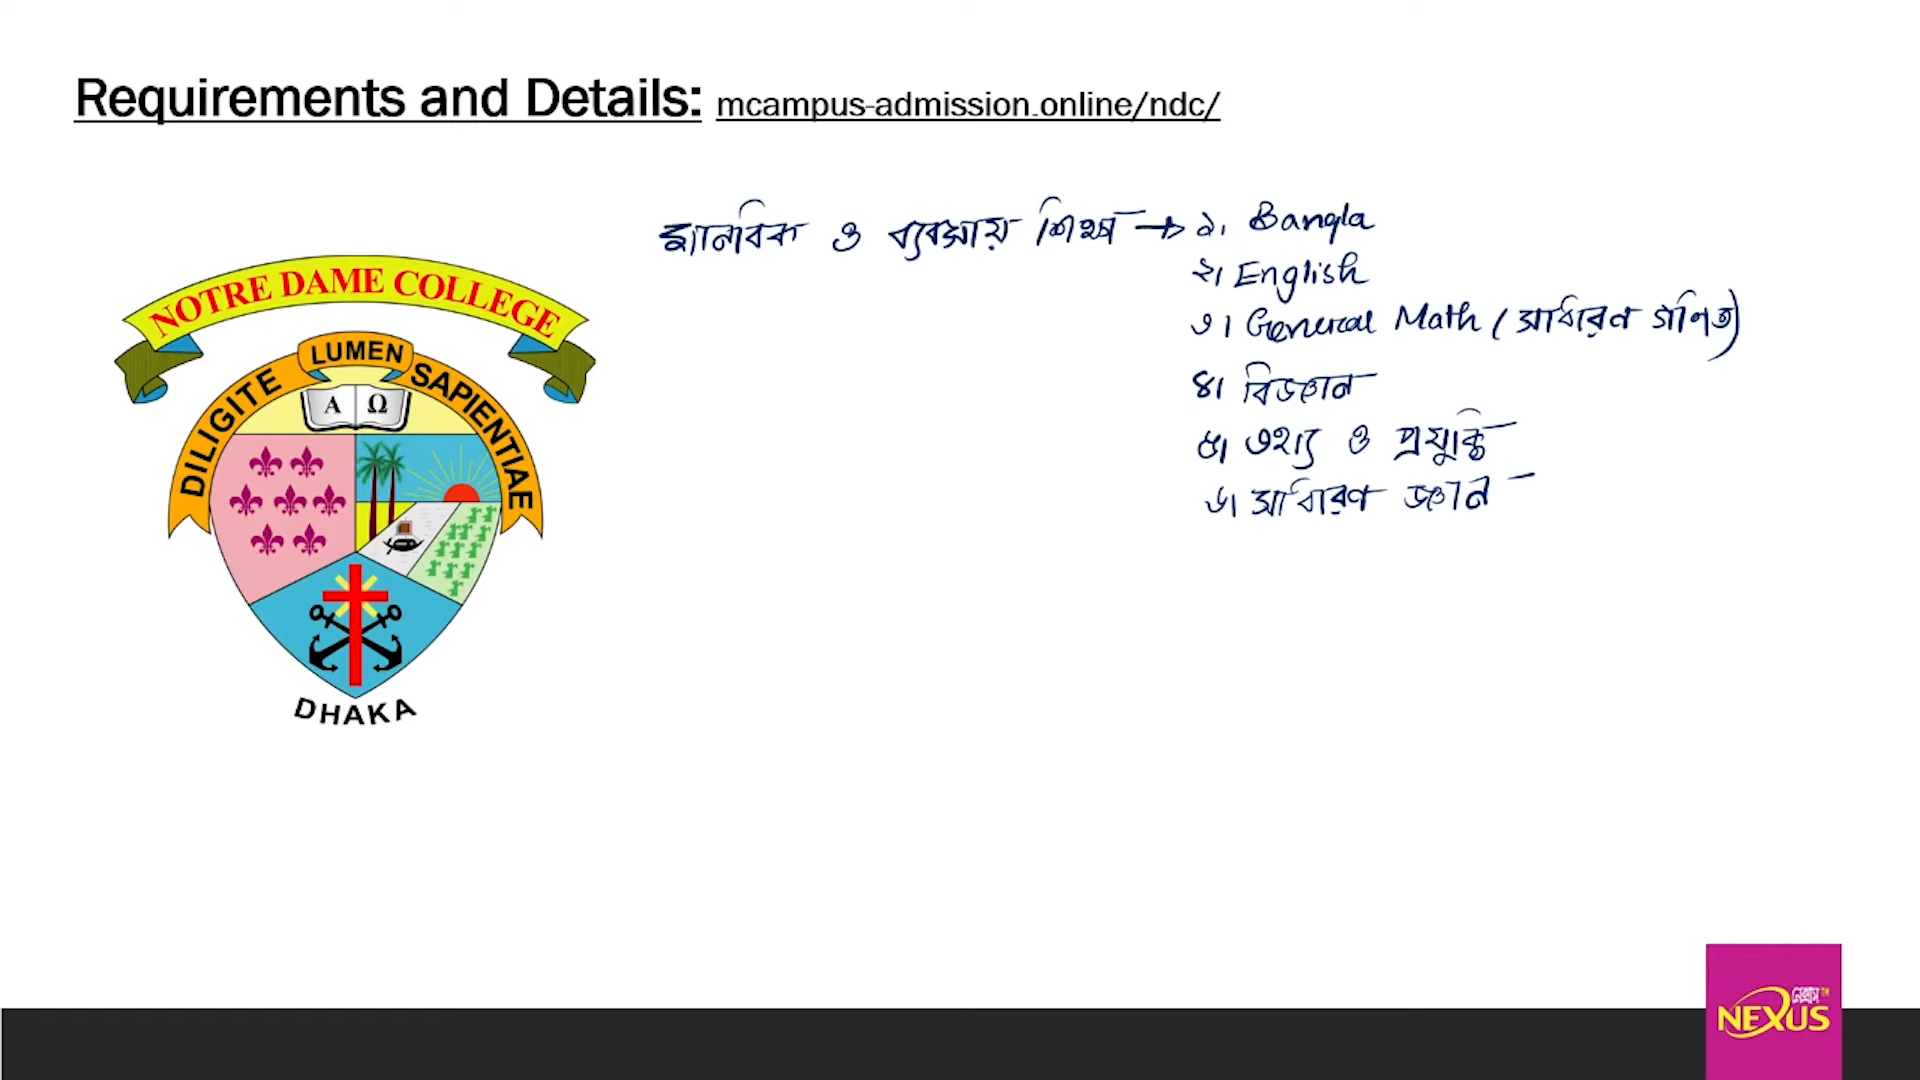 Requirements and Details: mcampus-admission.online/ndc/
মানবিক ও ব্যবসায় শিক্ষা → ১। Bangla
২। English
৩। General Math (সাধারণ গণিত)
৪। বিজ্ঞান
৫। তথ্য ও প্রযুক্তি
৬। সাধারণ জ্ঞান
NOTRE DAME COLLEGE
DILIGITE LUMEN SAPIENTIAE
Α Ω
DHAKA
নেক্সাস TM
NEXUS